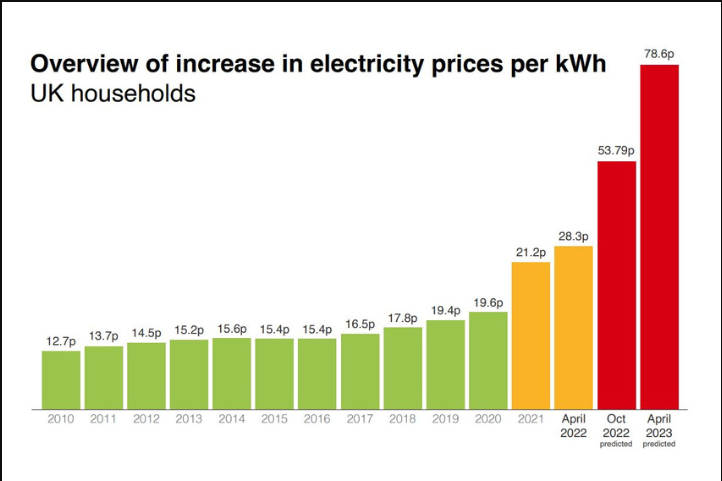 Overview of increase in electricity prices per kWh
UK households
78.6p
53.79p
28.3p
21.2p
19.6p
19.4p
17.8p
16.5p
15.4p
15.4p
15.6p
15.2p
14.5p
13.7p
12.7p
2010 2011 2012 2013 2014 2015 2016 2017 2018 2019 2020 2021 April Oct April
2022 2022 2023
predicted predicted